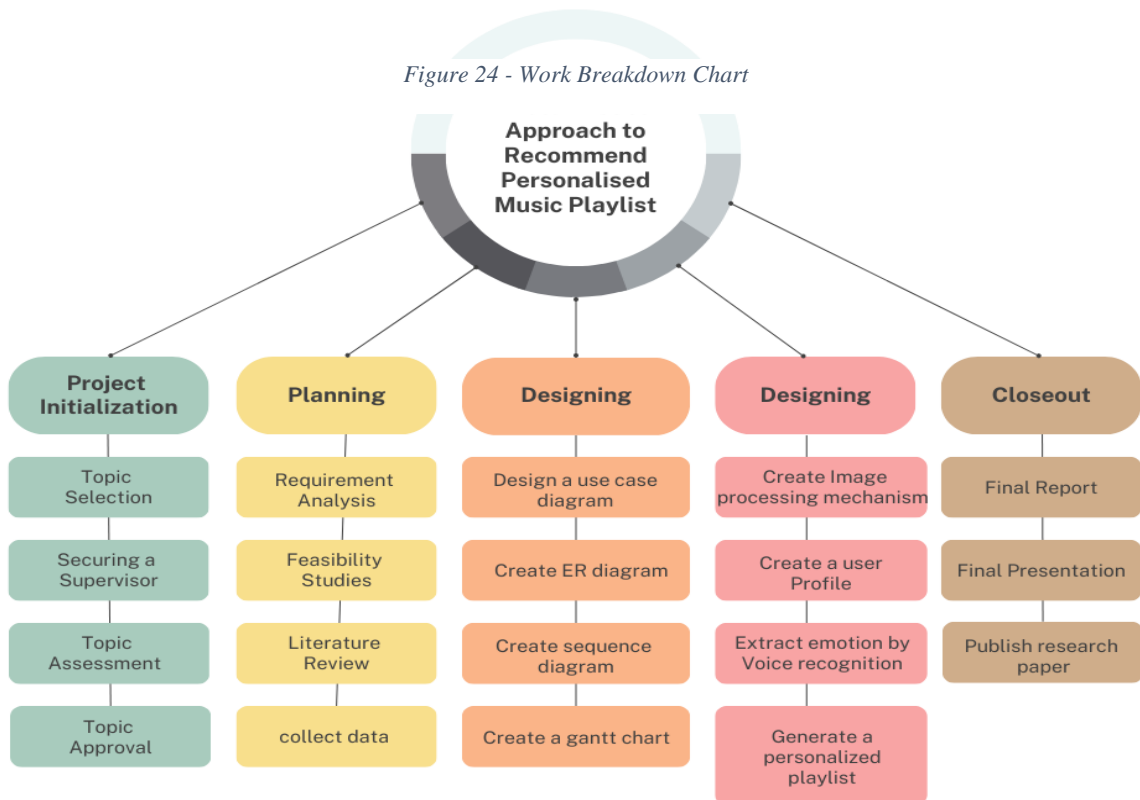 Figure 24 - Work Breakdown Chart
Approach to
Recommend
Personalised
Music Playlist
Project
Initialization
Topic
Selection
Securing a
Supervisor
Topic
Assessment
Topic
Approval
Planning
Requirement
Analysis
Feasibility
Studies
Literature
Review
collect data
Designing
Design a use case
diagram
Create ER diagram
Create sequence
diagram
Create a gantt chart
Designing
Create Image
processing mechanism
Create a user
Profile
Extract emotion by
Voice recognition
Generate a
personalized
playlist
Closeout
Final Report
Final Presentation
Publish research
paper